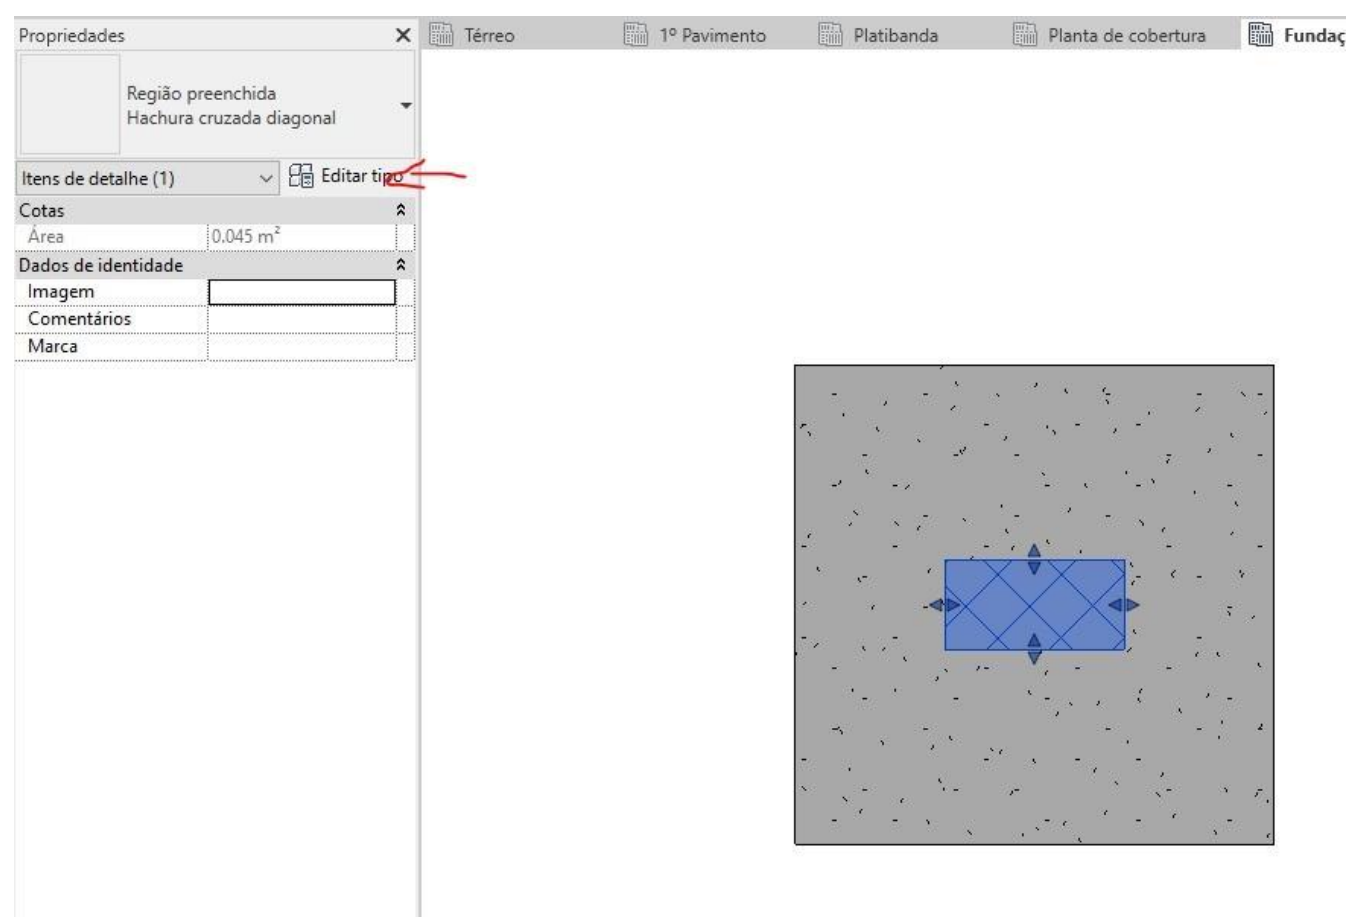 Propriedades
Térreo
1º Pavimento
Platibanda
Planta de cobertura
Fundaç
Região preenchida
Hachura cruzada diagonal
Itens de detalhe (1)
Editar tipo
Cotas
Área 0.045 m²
Dados de identidade
Imagem
Comentários
Marca